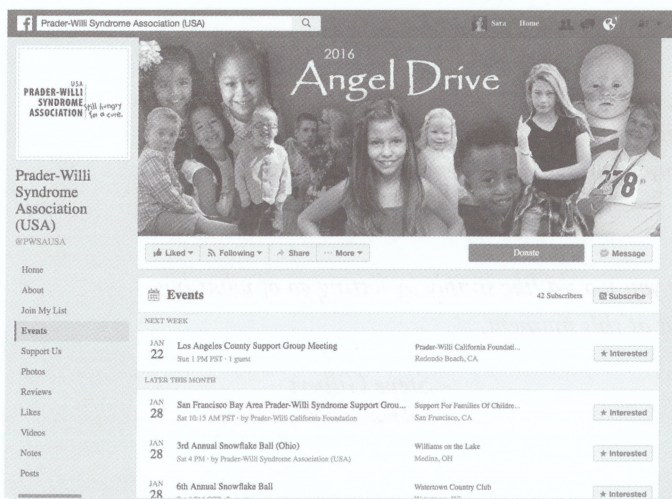 Prader-Willi Syndrome Association (USA)
Sara Home
USA
PRADER-WILLI
SYNDROME
ASSOCIATION
Still hungry
for a cure.
2016
Angel Drive
278
Prader-Willi
Syndrome
Association
(USA)
@PWSAUSA
Liked Following Share More Donate Message
Home
About
Join My List
Events
Support Us
Photos
Reviews
Likes
Videos
Notes
Posts
Events 42 Subscribers Subscribe
NEXT WEEK
JAN
22
Los Angeles County Support Group Meeting
Sun 1 PM PST · 1 guest
Prader-Willi California Foundati...
Redondo Beach, CA
Interested
LATER THIS MONTH
JAN
28
San Francisco Bay Area Prader-Willi Syndrome Support Grou...
Sat 10:15 AM PST · by Prader-Willi California Foundation
Support For Families Of Childre...
San Francisco, CA
Interested
JAN
28
3rd Annual Snowflake Ball (Ohio)
Sat 4 PM · by Prader-Willi Syndrome Association (USA)
Williams on the Lake
Medina, OH
Interested
JAN
28
6th Annual Snowflake Ball
Watertown Country Club
Interested